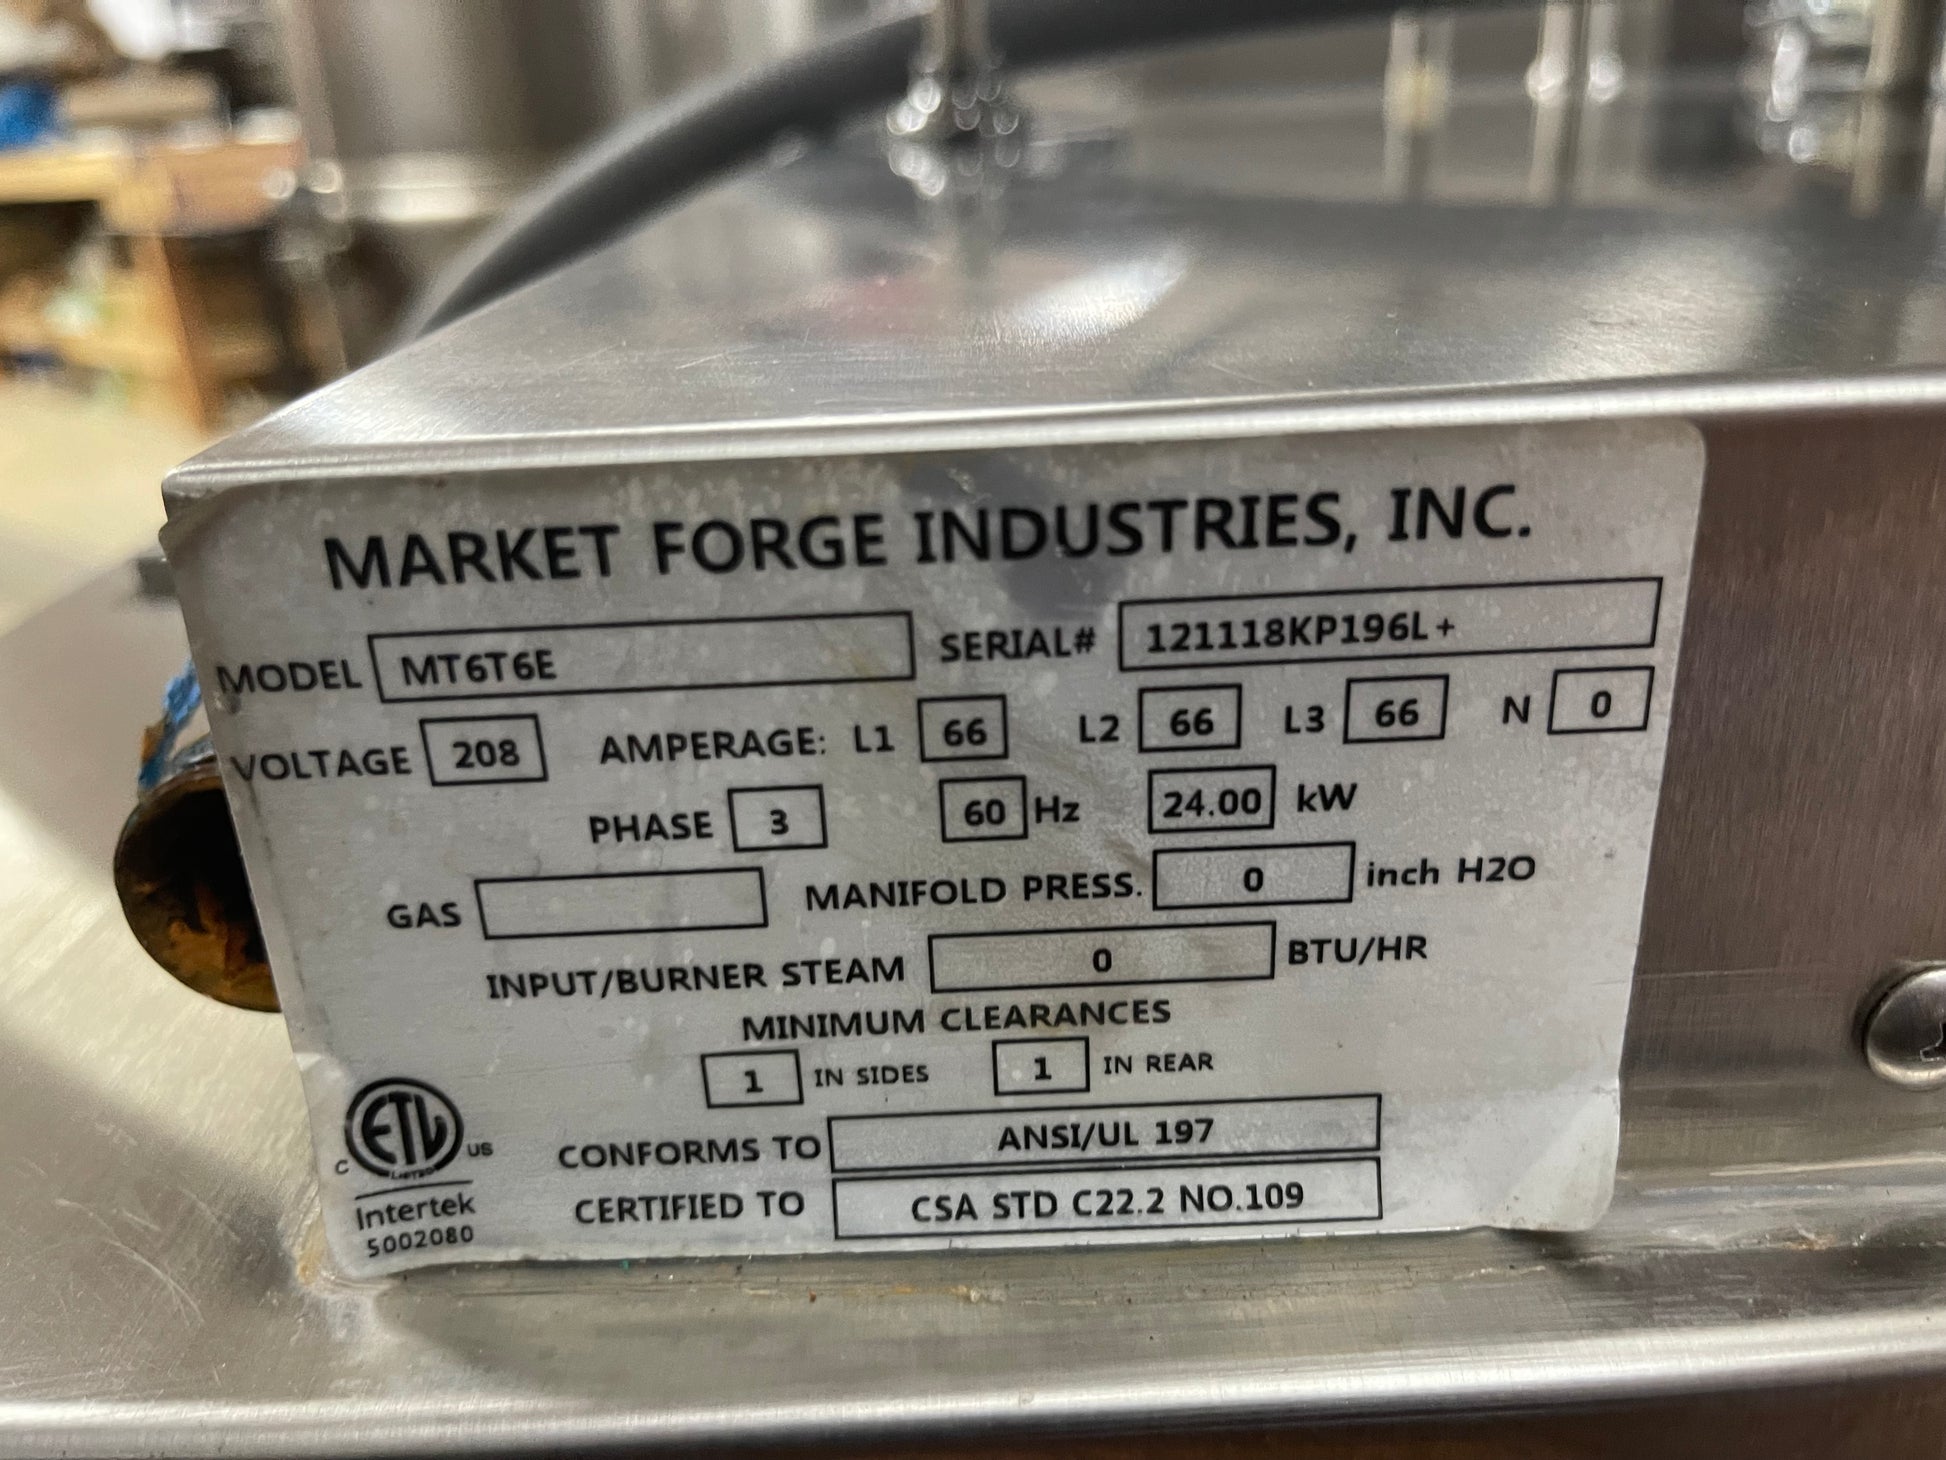 MARKET FORGE INDUSTRIES, INC.
MODEL MT6T6E SERIAL# 121118KP196L+
VOLTAGE 208 AMPERAGE: L1 66 L2 66 L3 66 N 0
PHASE 3 60 Hz 24.00 kW
GAS MANIFOLD PRESS. 0 inch H2O
INPUT/BURNER STEAM 0 BTU/HR
MINIMUM CLEARANCES
1 IN SIDES 1 IN REAR
CONFORMS TO ANSI/UL 197
CERTIFIED TO CSA STD C22.2 NO.109
C ETL US
LISTED
Intertek
5002080